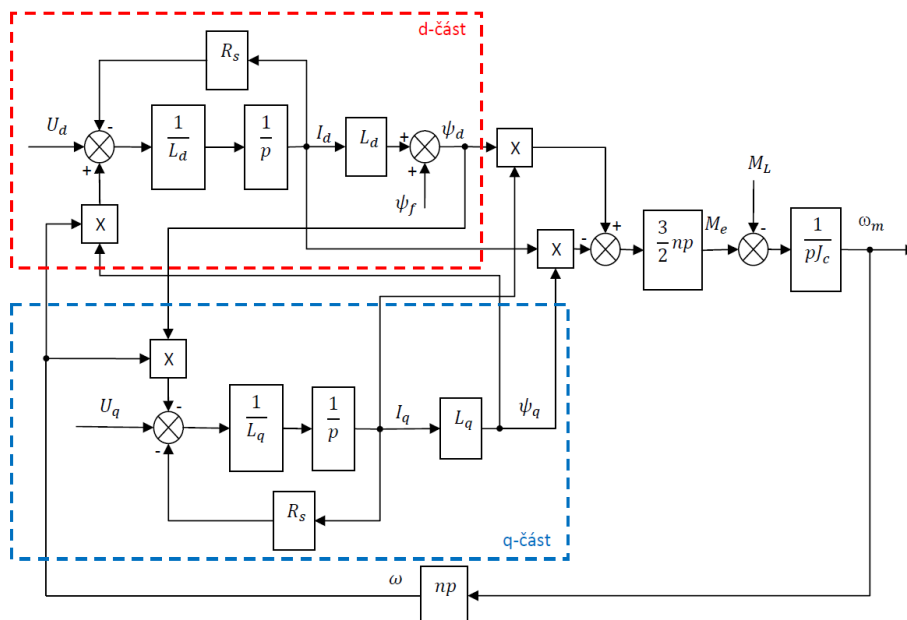 d-část
R_s
U_d
-
+
1/L_d
1/p
I_d
L_d
+
+
ψ_d
ψ_f
X
X
M_L
-
+
X
-
3/2 np
M_e
1/pJ_c
ω_m
X
U_q
-
-
1/L_q
1/p
I_q
L_q
ψ_q
R_s
q-část
ω
np